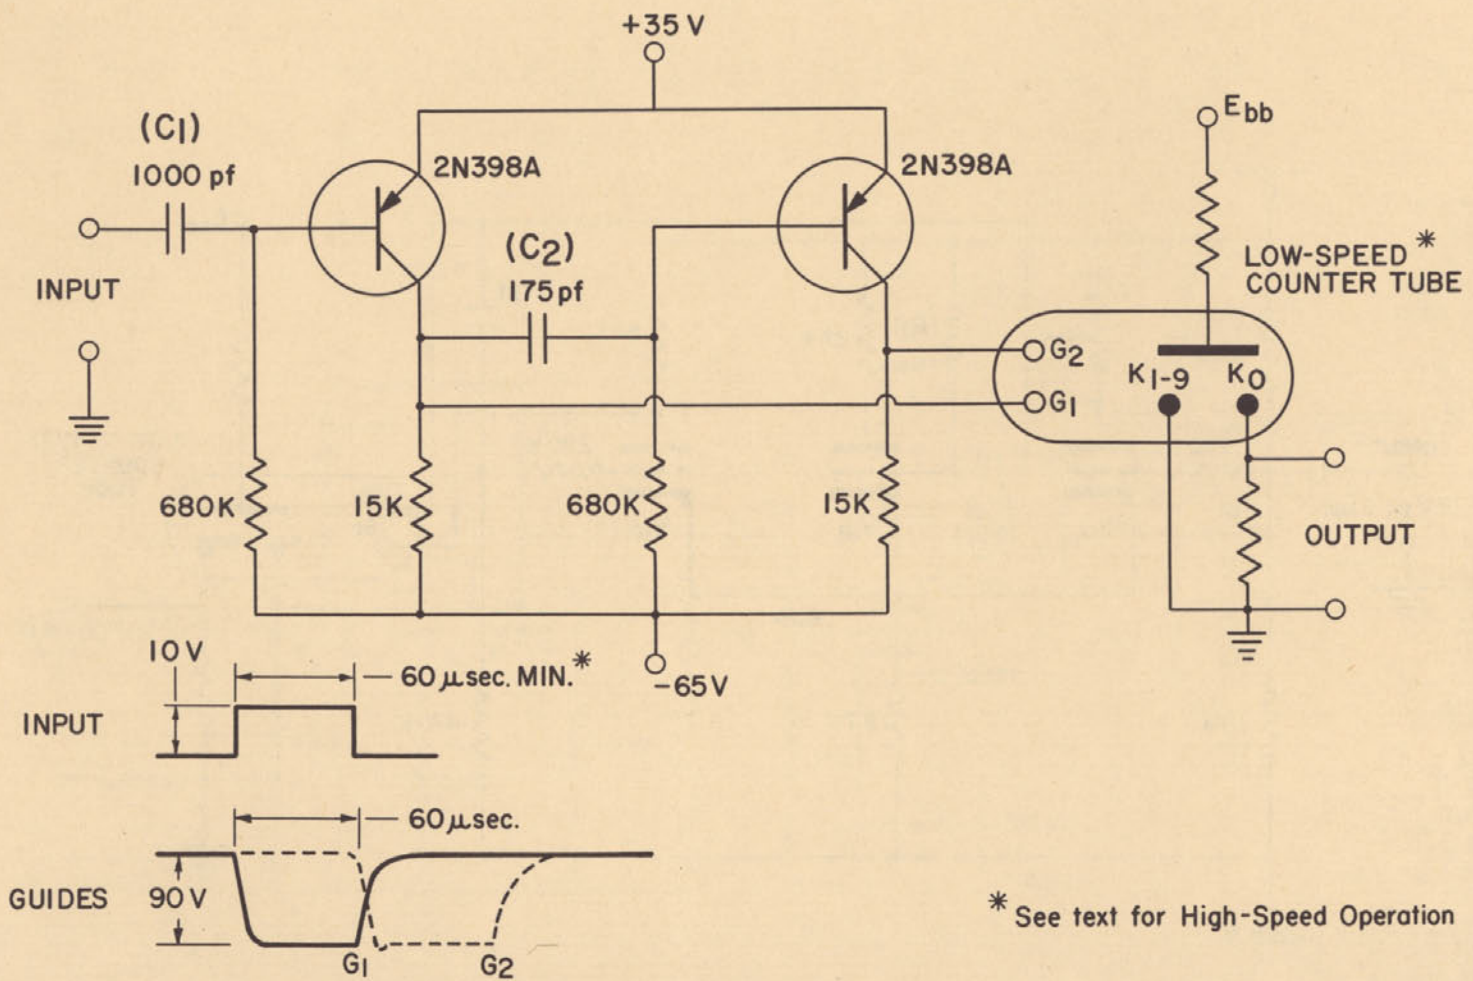 +35 V
(C1)
1000 pf
2N398A
2N398A
Ebb
(C2)
175 pf
INPUT
LOW-SPEED *
COUNTER TUBE
G2
K1-9 K0
G1
680K
15K
680K
15K
OUTPUT
10 V
60 μsec. MIN.*
-65V
INPUT
60 μsec.
GUIDES
90 V
G1
G2
* See text for High-Speed Operation